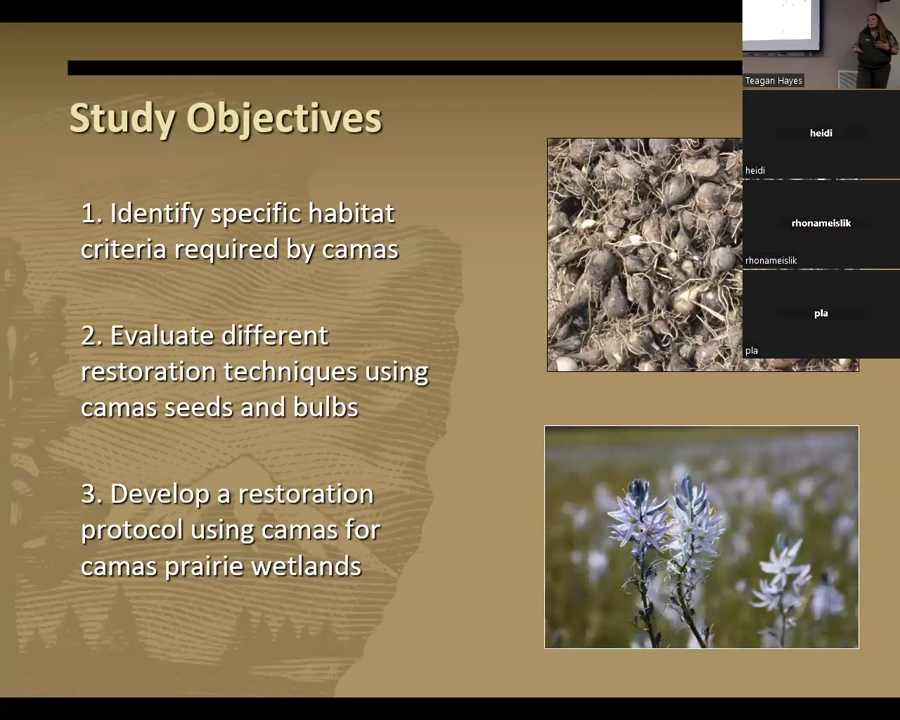 Study Objectives
1. Identify specific habitat
criteria required by camas
2. Evaluate different
restoration techniques using
camas seeds and bulbs
3. Develop a restoration
protocol using camas for
camas prairie wetlands
Teagan Hayes
heidi
heidi
rhonameislik
rhonameislik
pla
pla